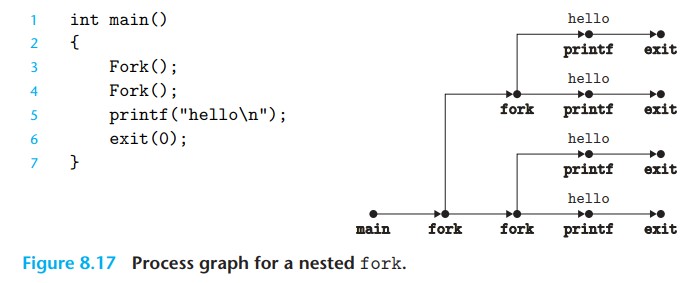 1 int main()
2 {
3 Fork();
4 Fork();
5 printf("hello\n");
6 exit(0);
7 }
hello
printf exit
hello
fork printf exit
hello
printf exit
hello
main fork fork printf exit
Figure 8.17 Process graph for a nested fork.